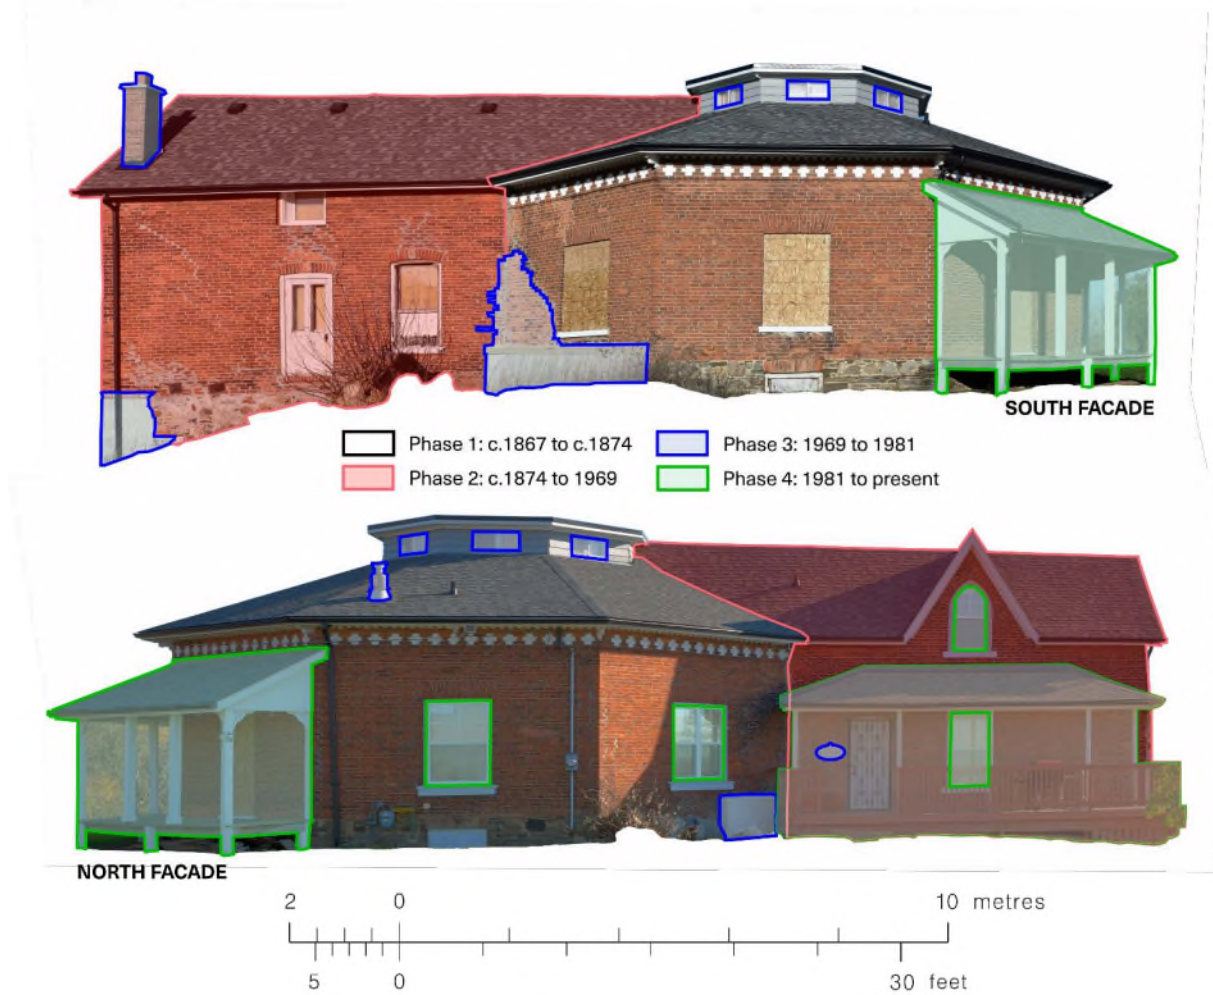 SOUTH FACADE
Phase 1: c.1867 to c.1874
Phase 3: 1969 to 1981
Phase 2: c.1874 to 1969
Phase 4: 1981 to present
NORTH FACADE
2 0 10 metres
5 0 30 feet